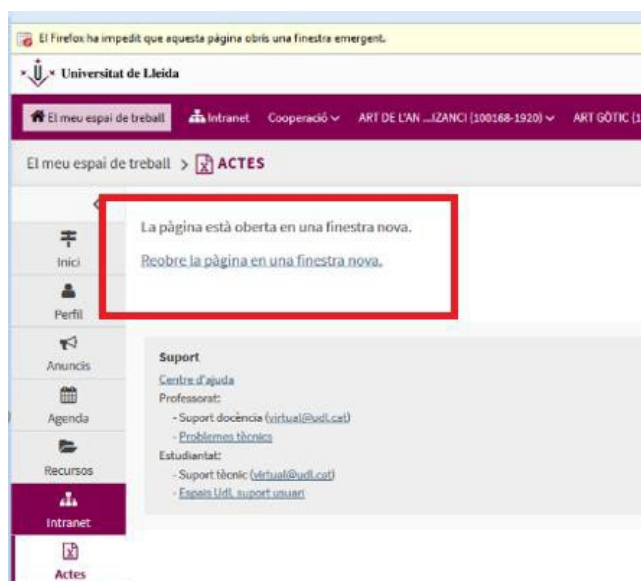 El Firefox ha impedit que aquesta pàgina obris una finestra emergent.
Universitat de Lleida
El meu espai de treball Intranet Cooperació ART DE L'AN ...IZANCI (100168-1920) ART GÒTIC (1
El meu espai de treball > ACTES
La pàgina està oberta en una finestra nova.
Reobre la pàgina en una finestra nova.
Inici
Perfil
Anuncis
Agenda
Recursos
Intranet
Actes
Suport
Centre d'ajuda
Professorat:
- Suport docència (virtual@udl.cat)
- Problemes tècnics
Estudiantat:
- Suport tècnic (virtual@udl.cat)
- Espais UdL suport usuari